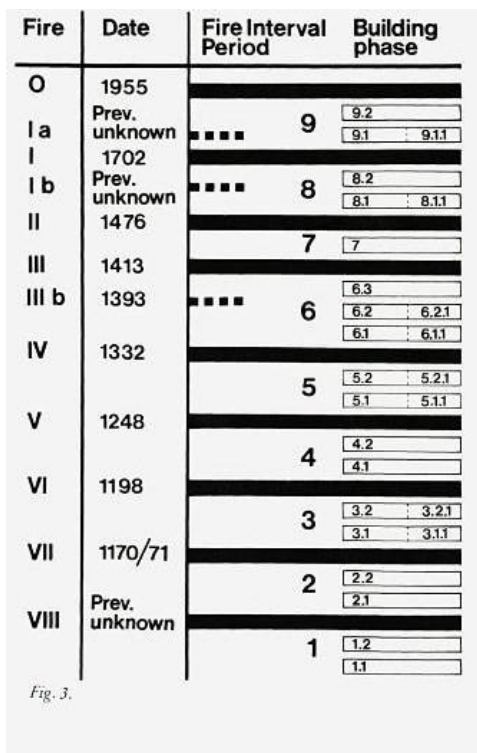 Fire Date Fire Interval Period Building phase
O 1955
9.2
I a Prev. unknown 9
9.1 9.1.1
I 1702
8.2
I b Prev. unknown 8
8.1 8.1.1
II 1476
7 7
III 1413
6.3
III b 1393 6 6.2 6.2.1
6.1 6.1.1
IV 1332
5.2 5.2.1
5
5.1 5.1.1
V 1248
4.2
4
4.1
VI 1198
3.2 3.2.1
3
3.1 3.1.1
VII 1170/71
2.2
2
2.1
VIII Prev. unknown
1.2
1
1.1
Fig. 3.